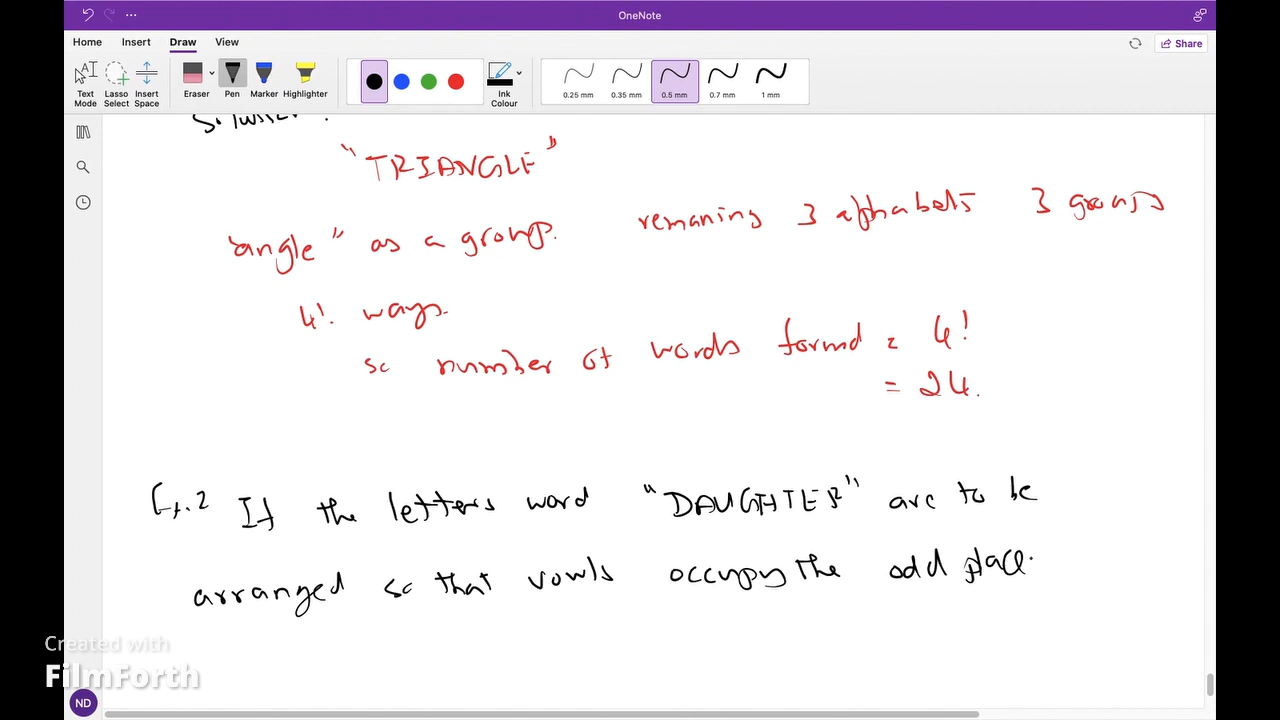 OneNote
Home Insert Draw View
Share
Text Mode Lasso Select Insert Space Eraser Pen Marker Highlighter Ink Colour 0.25 mm 0.35 mm 0.5 mm 0.7 mm 1 mm
"TRIANGLE"
"angle" as a group. remaning 3 alphabets 3 groups
4! ways.
so number of words formd = 4!
= 24.
Ex.2 If the letters word "DAUGHTER" are to be
arranged so that vowls occupy the odd place.
Created with
FilmForth
ND